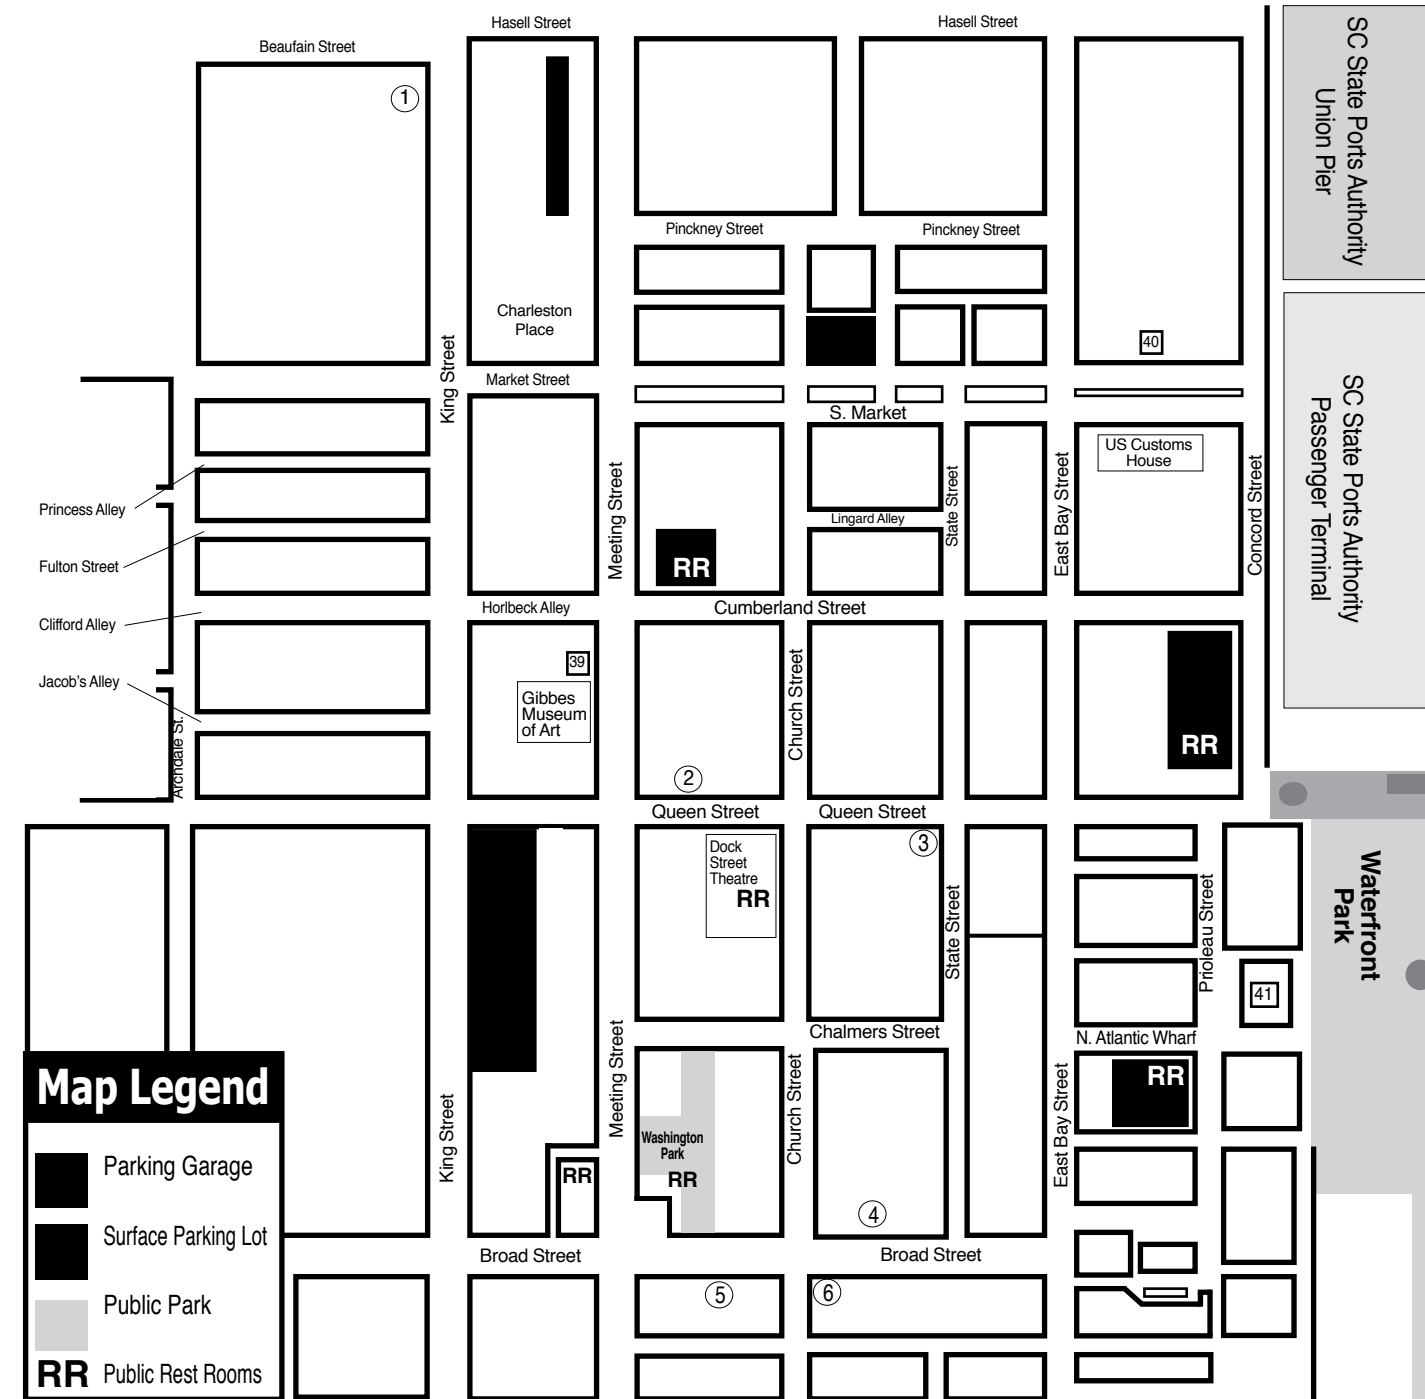 Hasell Street
Hasell Street
Beaufain Street
SC State Ports Authority
Union Pier
1
Pinckney Street
Pinckney Street
Charleston
Place
40
King Street
Market Street
SC State Ports Authority
Passenger Terminal
S. Market
US Customs
House
Meeting Street
State Street
East Bay Street
Concord Street
Princess Alley
Lingard Alley
Fulton Street
RR
Horlbeck Alley
Cumberland Street
Clifford Alley
39
Jacob's Alley
Gibbes
Museum
of Art
Church Street
RR
Archdale St.
2
Queen Street
Queen Street
3
Dock
Street
Theatre
RR
Waterfront
Park
State Street
Prioleau Street
41
Chalmers Street
N. Atlantic Wharf
Meeting Street
Church Street
East Bay Street
King Street
RR
Washington
Park
RR
RR
4
Map Legend
Parking Garage
Surface Parking Lot
Public Park
RR Public Rest Rooms
Broad Street
Broad Street
5
6